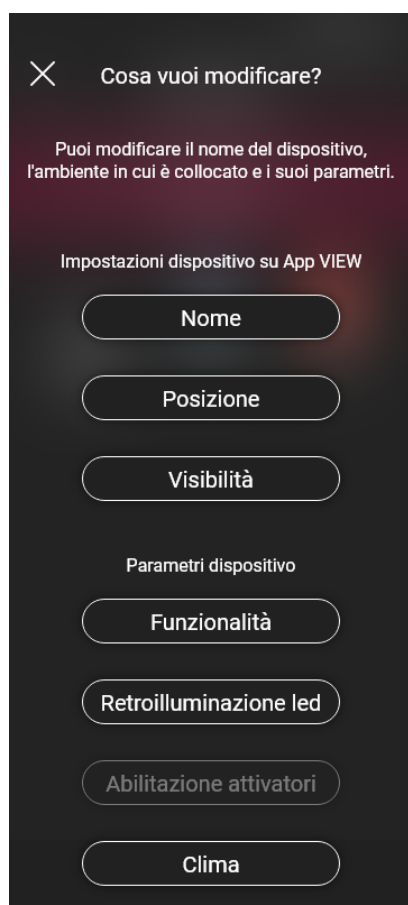 Cosa vuoi modificare?
Puoi modificare il nome del dispositivo,
l'ambiente in cui è collocato e i suoi parametri.
Impostazioni dispositivo su App VIEW
Nome
Posizione
Visibilità
Parametri dispositivo
Funzionalità
Retroilluminazione led
Abilitazione attivatori
Clima